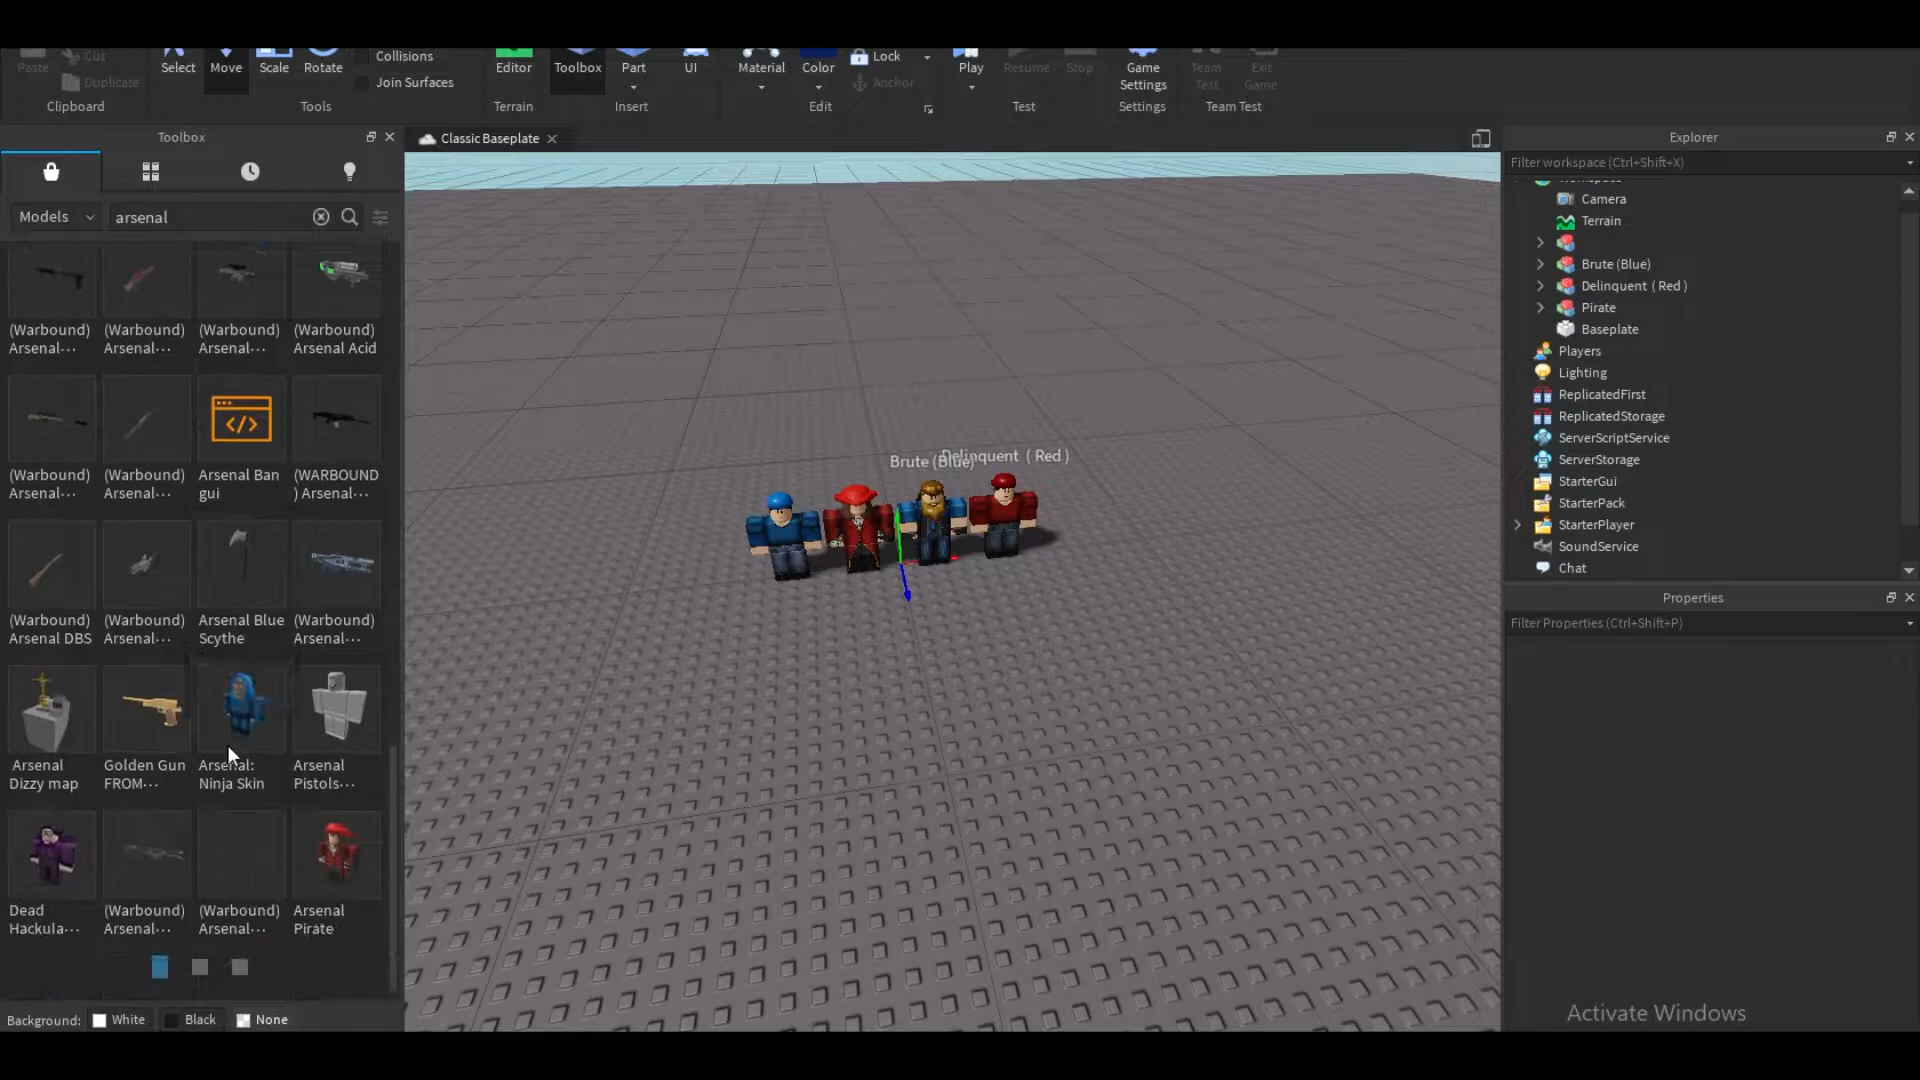 Paste
Cut
Duplicate
Clipboard
Select
Move
Scale
Rotate
Collisions
Join Surfaces
Tools
Editor
Terrain
Toolbox
Part
UI
Insert
Material
Color
Lock
Anchor
Edit
Play
Resume
Stop
Test
Game
Settings
Settings
Team
Test
Exit
Game
Team Test
Toolbox
Models
arsenal
(Warbound)
Arsenal···
(Warbound)
Arsenal···
(Warbound)
Arsenal···
(Warbound)
Arsenal Acid
(Warbound)
Arsenal···
(Warbound)
Arsenal···
Arsenal Ban
gui
(WARBOUND
) Arsenal···
(Warbound)
Arsenal DBS
(Warbound)
Arsenal···
Arsenal Blue
Scythe
(Warbound)
Arsenal···
Arsenal
Dizzy map
Golden Gun
FROM···
Arsenal:
Ninja Skin
Arsenal
Pistols···
Dead
Hackula···
(Warbound)
Arsenal···
(Warbound)
Arsenal···
Arsenal
Pirate
Background:
White
Black
None
Classic Baseplate
Brute (Blue)
Delinquent ( Red )
Explorer
Filter workspace (Ctrl+Shift+X)
Workspace
Camera
Terrain
Brute (Blue)
Delinquent ( Red )
Pirate
Baseplate
Players
Lighting
ReplicatedFirst
ReplicatedStorage
ServerScriptService
ServerStorage
StarterGui
StarterPack
StarterPlayer
SoundService
Chat
Properties
Filter Properties (Ctrl+Shift+P)
Activate Windows